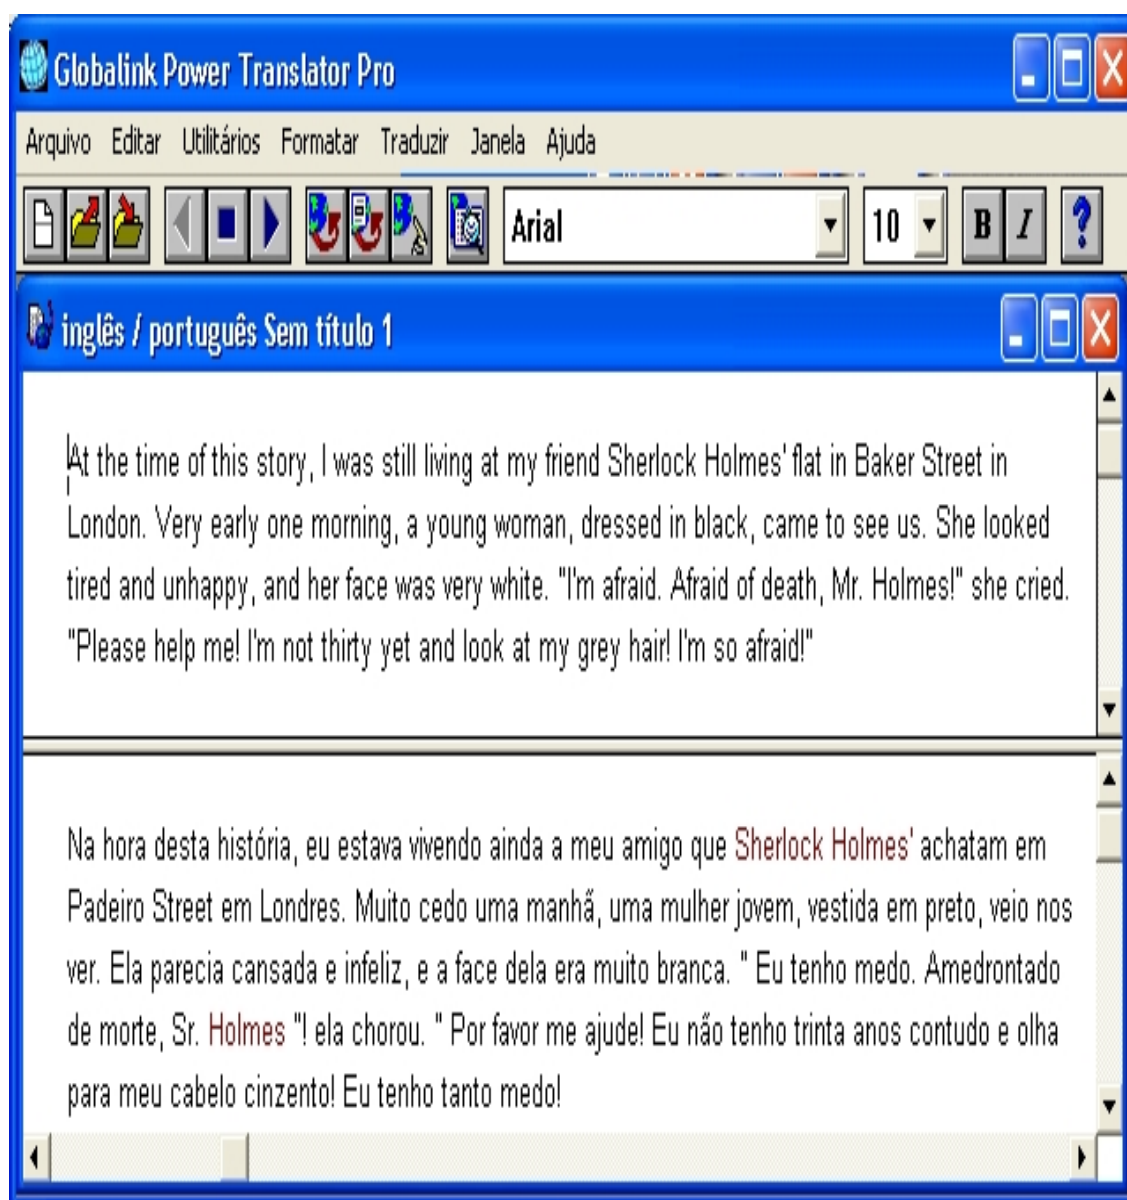 Globalink Power Translator Pro
Arquivo Editar Utilitários Formatar Traduzir Janela Ajuda
Arial 10 B I ?
inglês / português Sem título 1
At the time of this story, I was still living at my friend Sherlock Holmes' flat in Baker Street in
London. Very early one morning, a young woman, dressed in black, came to see us. She looked
tired and unhappy, and her face was very white. "I'm afraid. Afraid of death, Mr. Holmes!" she cried.
"Please help me! I'm not thirty yet and look at my grey hair! I'm so afraid!"
Na hora desta história, eu estava vivendo ainda a meu amigo que Sherlock Holmes' achatam em
Padeiro Street em Londres. Muito cedo uma manhã, uma mulher jovem, vestida em preto, veio nos
ver. Ela parecia cansada e infeliz, e a face dela era muito branca. " Eu tenho medo. Amedrontado
de morte, Sr. Holmes "! ela chorou. " Por favor me ajude! Eu não tenho trinta anos contudo e olha
para meu cabelo cinzento! Eu tenho tanto medo!